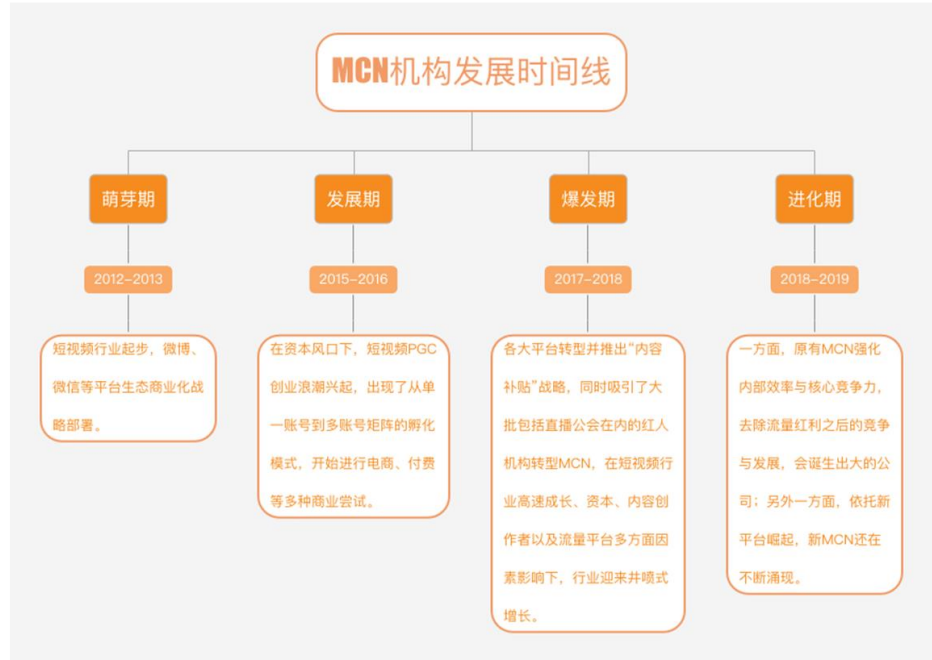 MCN机构发展时间线
萌芽期
2012-2013
短视频行业起步，微博、
微信等平台生态商业化战
略部署。
发展期
2015-2016
在资本风口下，短视频PGC
创业浪潮兴起，出现了从单
一账号到多账号矩阵的孵化
模式，开始进行电商、付费
等多种商业尝试。
爆发期
2017-2018
各大平台转型并推出“内容
补贴”战略，同时吸引了大
批包括直播公会在内的红人
机构转型MCN，在短视频行
业高速成长、资本、内容创
作者以及流量平台多方面因
素影响下，行业迎来井喷式
增长。
进化期
2018-2019
一方面，原有MCN强化
内部效率与核心竞争力，
去除流量红利之后的竞争
与发展，会诞生出大的公
司；另外一方面，依托新
平台崛起，新MCN还在
不断涌现。